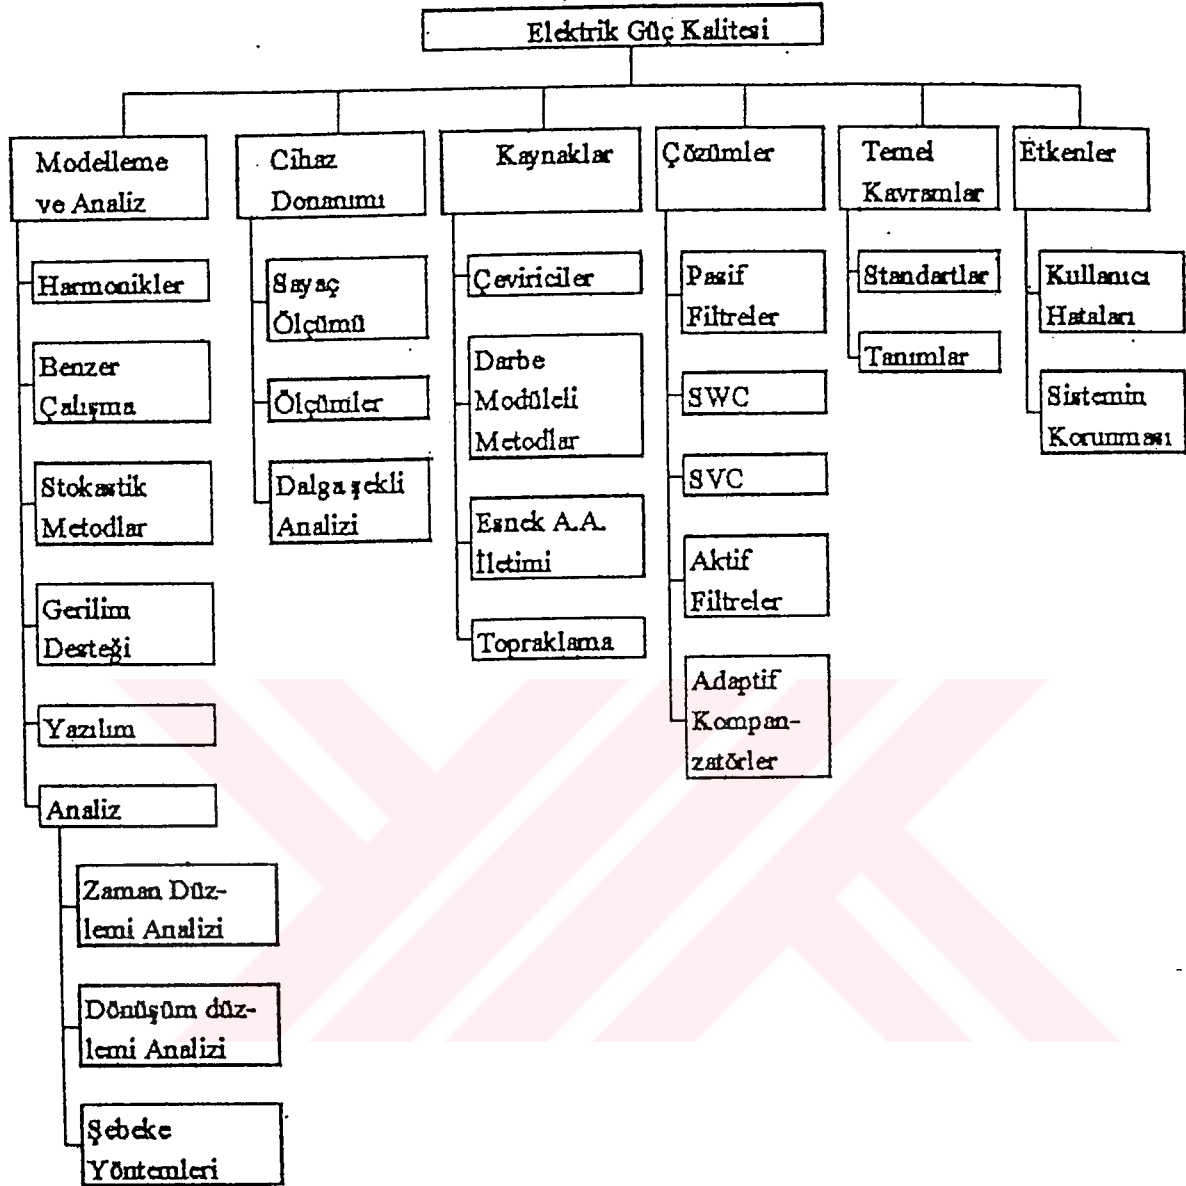 Elektrik Güç Kalitesi
Modelleme
ve Analiz
Harmonikler
Benzer
Çalışma
Stokastik
Metodlar
Gerilim
Desteği
Yazılım
Analiz
Zaman Düz-
lemi Analizi
Dönüşüm düz-
lemi Analizi
Şebeke
Yöntemleri
Cihaz
Donanımı
Sayaç
Ölçümü
Ölçümler
Dalga şekli
Analizi
Kaynaklar
Çeviriciler
Darbe
Modüleli
Metodlar
Esnek A.A.
İletimi
Topraklama
Çözümler
Pasif
Filtreler
SWC
SVC
Aktif
Filtreler
Adaptif
Kompan-
zatörler
Temel
Kavramlar
Standartlar
Tanımlar
Etkenler
Kullanıcı
Hataları
Sistemin
Korunması